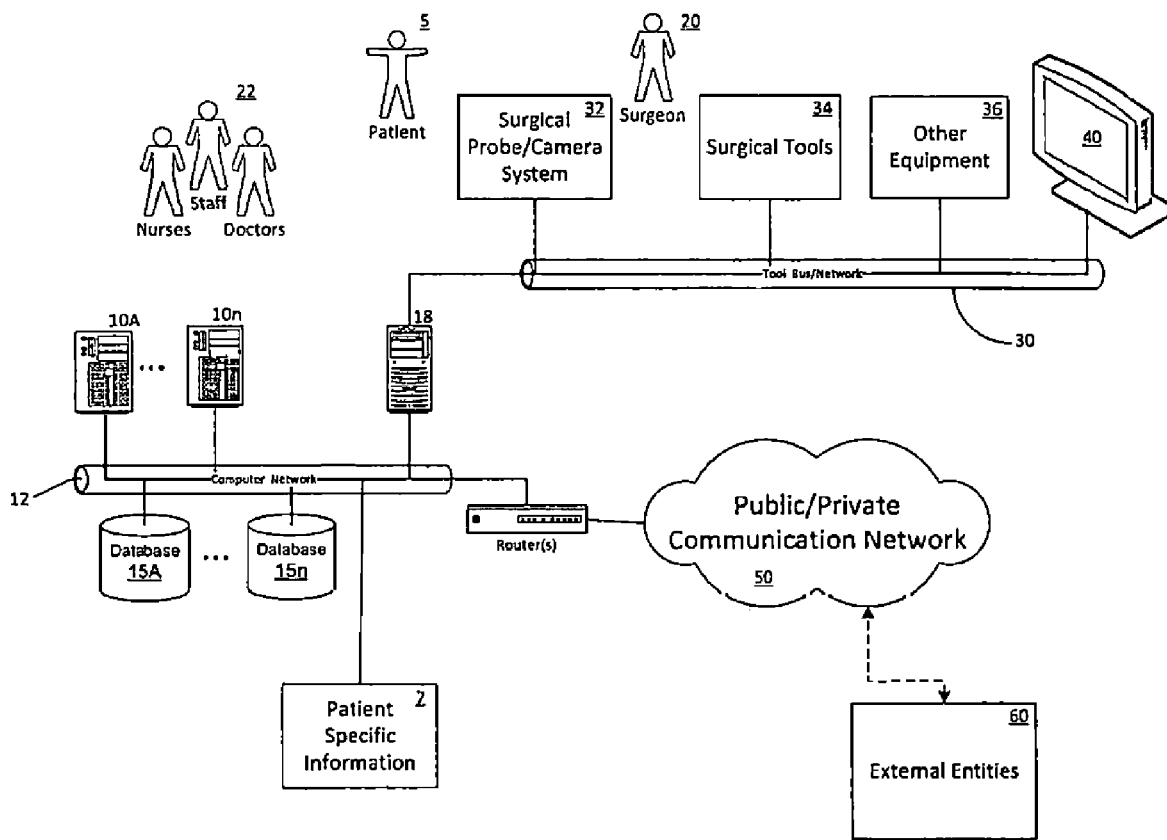 5
20
22
Patient
Surgeon
32
Surgical
Probe/Camera
System
34
Surgical Tools
36
Other
Equipment
40
Staff
Nurses
Doctors
Tool Bus/Network
30
10A
10n
18
...
12
Computer Network
Database
15A
...
Database
15n
Router(s)
Public/Private
Communication Network
50
2
Patient
Specific
Information
60
External Entities